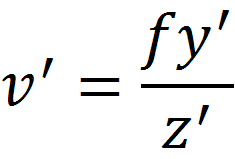 v′ = fy′/z′